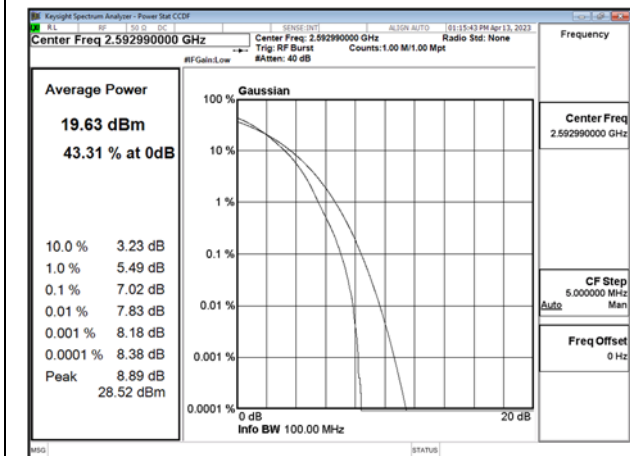 Keysight Spectrum Analyzer - Power Stat CCDF
RL RF 50 Ω DC SENSE:INT ALIGN AUTO 01:15:43 PM Apr 13, 2023
Center Freq 2.592990000 GHz
Center Freq: 2.592990000 GHz Radio Std: None
Trig: RF Burst Counts:1.00 M/1.00 Mpt
#IFGain:Low #Atten: 40 dB
Frequency
Average Power
19.63 dBm
43.31 % at 0dB
10.0 % 3.23 dB
1.0 % 5.49 dB
0.1 % 7.02 dB
0.01 % 7.83 dB
0.001 % 8.18 dB
0.0001 % 8.38 dB
Peak 8.89 dB
28.52 dBm
Gaussian
100 %
10 %
1 %
0.1 %
0.01 %
0.001 %
0.0001 %
0 dB 20 dB
Info BW 100.00 MHz
Center Freq
2.592990000 GHz
CF Step
5.000000 MHz
Auto Man
Freq Offset
0 Hz
MSG STATUS